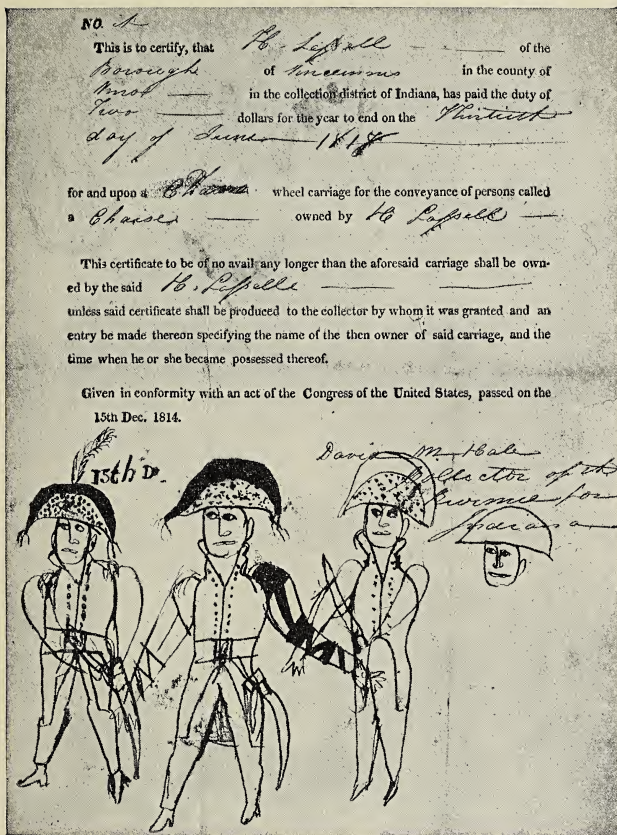 NO.
This is to certify, that H. Lasselle of the
Borough of Vincennes in the county of
Knox in the collection district of Indiana, has paid the duty of
Two dollars for the year to end on the Thirtieth
day of June 1817
for and upon a wheel carriage for the conveyance of persons called
a Chaise owned by H Lasselle
This certificate to be of no avail any longer than the aforesaid carriage shall be own-
ed by the said H. Lasselle
unless said certificate shall be produced to the collector by whom it was granted and an
entry be made thereon specifying the name of the then owner of said carriage, and the
time when he or she became possessed thereof.
Given in conformity with an act of the Congress of the United States, passed on the
15th Dec. 1814.
15th D.
David M Hale
Collector of the
Revenue for
Indiana